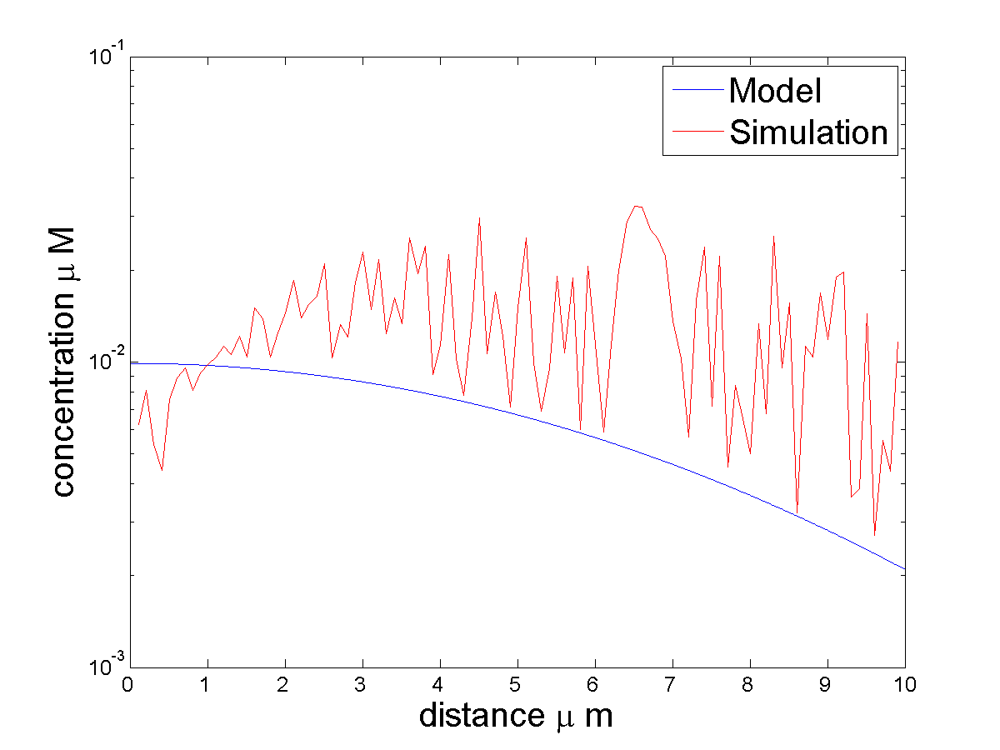 10^-1
Model
Simulation
10^-2
10^-3
concentration μ M
0 1 2 3 4 5 6 7 8 9 10
distance μ m